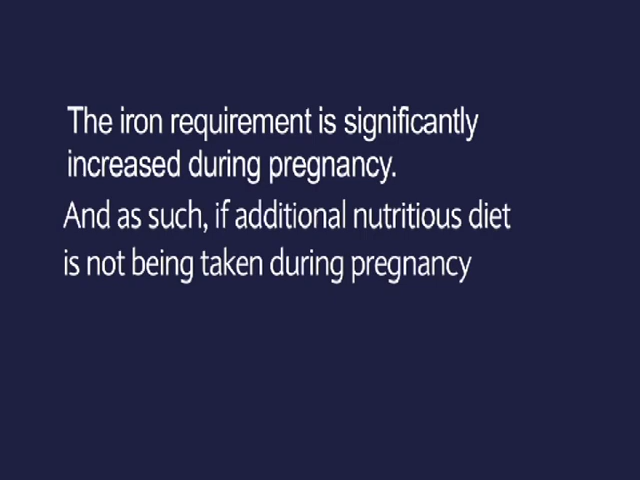 The iron requirement is significantly
increased during pregnancy.
And as such, if additional nutritious diet
is not being taken during pregnancy